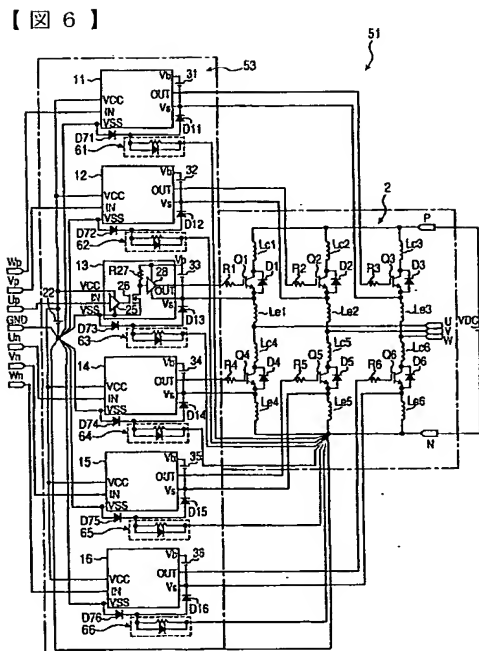 【図6】
51
53
11
Vb
31
VCC
OUT
IN
Vs
VSS
D11
D71
61
12
Vb
32
VCC
OUT
IN
Vs
VSS
D12
D72
62
2
P
Lc1
Lc2
Lc3
Q1
Q2
Q3
R1
D1
R2
D2
R3
D3
Le1
Le2
Le3
Wp
Vp
Up
GND
Un
Vn
Wn
22
13
R27
28
Vb
33
VCC
26
OUT
IN
Vs
VSS
25
D13
D73
63
U
V
W
VDC
Lc4
Lc5
Lc6
Q4
Q5
Q6
R4
D4
R5
D5
R6
D6
Le4
Le5
Le6
N
14
Vb
34
VCC
OUT
IN
Vs
VSS
D14
D74
64
15
Vb
35
VCC
OUT
IN
Vs
VSS
D15
D75
65
16
Vb
36
VCC
OUT
IN
Vs
VSS
D16
D76
66